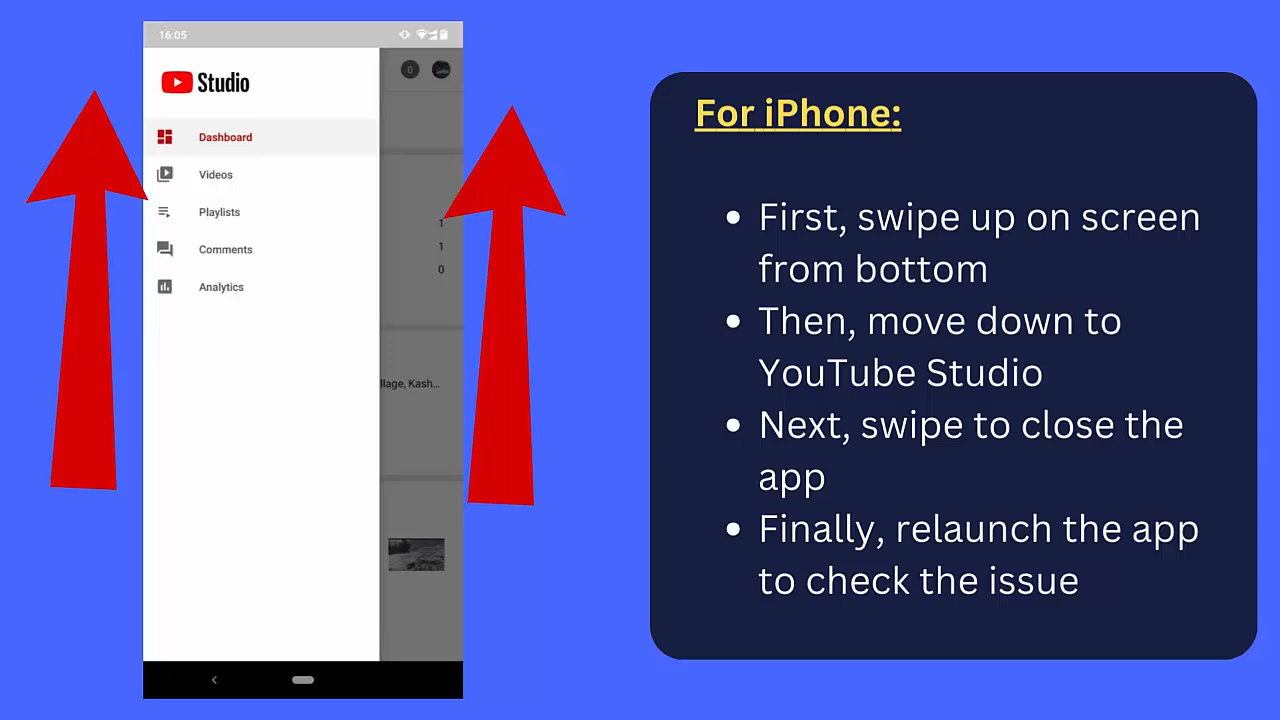 16:05
Studio
0
Dashboard
Videos
Playlists
Comments
Analytics
1
1
0
llage, Kash...
For iPhone:
• First, swipe up on screen
from bottom
• Then, move down to
YouTube Studio
• Next, swipe to close the
app
• Finally, relaunch the app
to check the issue